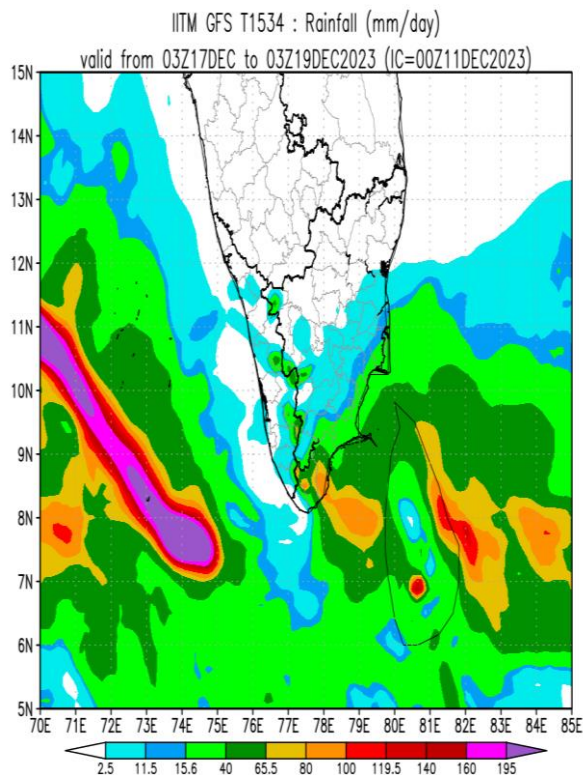 IITM GFS T1534 : Rainfall (mm/day)
valid from 03Z17DEC to 03Z19DEC2023 (IC=00Z11DEC2023)
15N
14N
13N
12N
11N
10N
9N
8N
7N
6N
5N
70E 71E 72E 73E 74E 75E 76E 77E 78E 79E 80E 81E 82E 83E 84E 85E
2.5 11.5 15.6 40 65.5 80 100 119.5 140 160 195